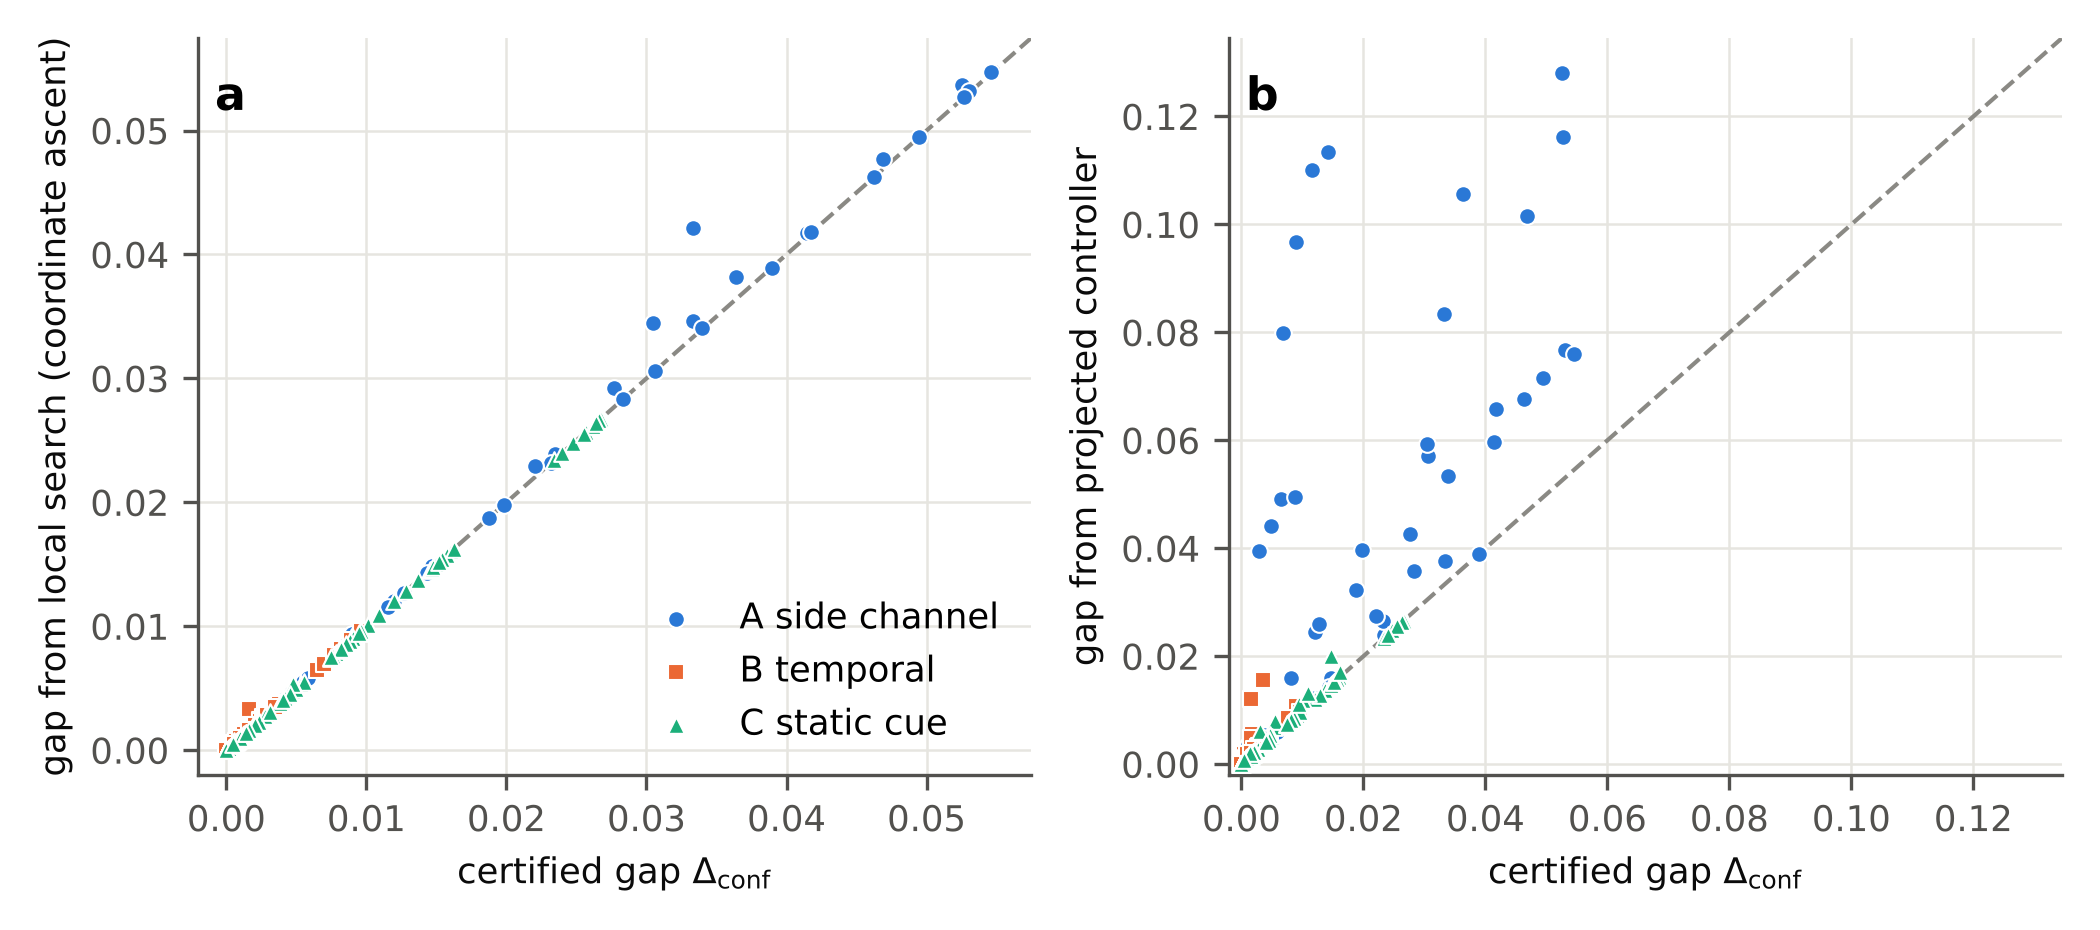 a
gap from local search (coordinate ascent)
0.05
0.04
0.03
0.02
0.01
0.00
A side channel
B temporal
C static cue
0.00 0.01 0.02 0.03 0.04 0.05
certified gap Δconf
b
gap from projected controller
0.12
0.10
0.08
0.06
0.04
0.02
0.00
0.00 0.02 0.04 0.06 0.08 0.10 0.12
certified gap Δconf